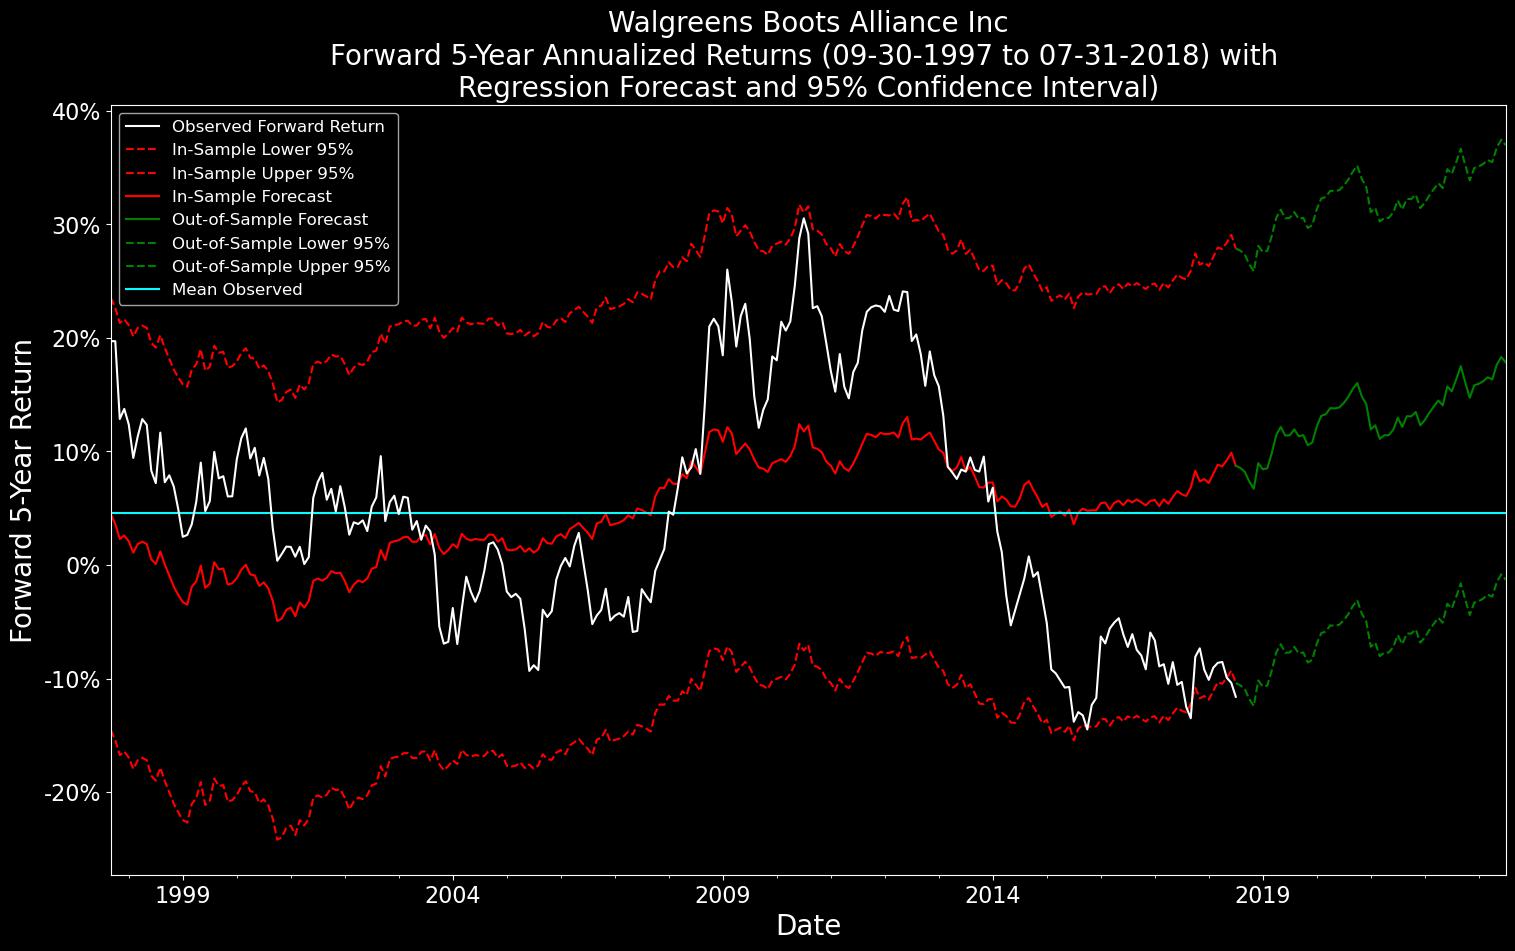 Walgreens Boots Alliance Inc
Forward 5-Year Annualized Returns (09-30-1997 to 07-31-2018) with
Regression Forecast and 95% Confidence Interval)
Forward 5-Year Return
40%
30%
20%
10%
0%
-10%
-20%
Observed Forward Return
In-Sample Lower 95%
In-Sample Upper 95%
In-Sample Forecast
Out-of-Sample Forecast
Out-of-Sample Lower 95%
Out-of-Sample Upper 95%
Mean Observed
1999
2004
2009
2014
2019
Date